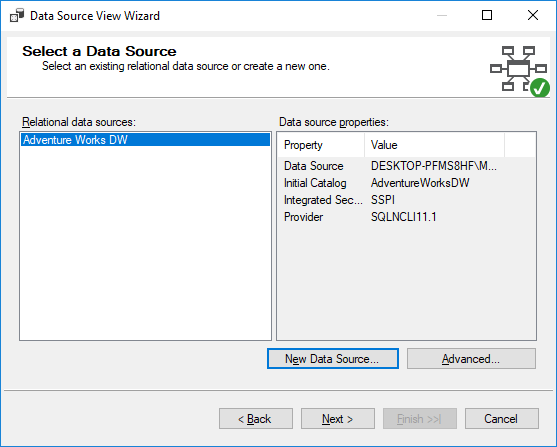 Data Source View Wizard
Select a Data Source
Select an existing relational data source or create a new one.
Relational data sources:
Adventure Works DW
Data source properties:
Property Value
Data Source DESKTOP-PFMS8HF\M...
Initial Catalog AdventureWorksDW
Integrated Sec... SSPI
Provider SQLNCLI11.1
New Data Source...
Advanced...
< Back
Next >
Finish >>|
Cancel